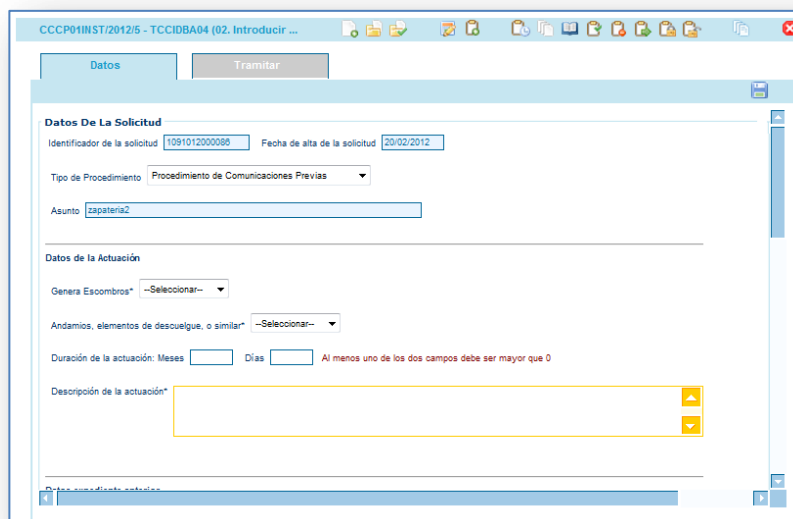 CCCP01INST/2012/5 - TCCIDBA04 (02. Introducir ...
Datos Tramitar
Datos De La Solicitud
Identificador de la solicitud 1091012000086 Fecha de alta de la solicitud 20/02/2012
Tipo de Procedimiento Procedimiento de Comunicaciones Previas
Asunto zapateria2
Datos de la Actuación
Genera Escombros* --Seleccionar--
Andamios, elementos de descuelgue, o similar* --Seleccionar--
Duración de la actuación: Meses Días Al menos uno de los dos campos debe ser mayor que 0
Descripción de la actuación*
Datos expediente anterior